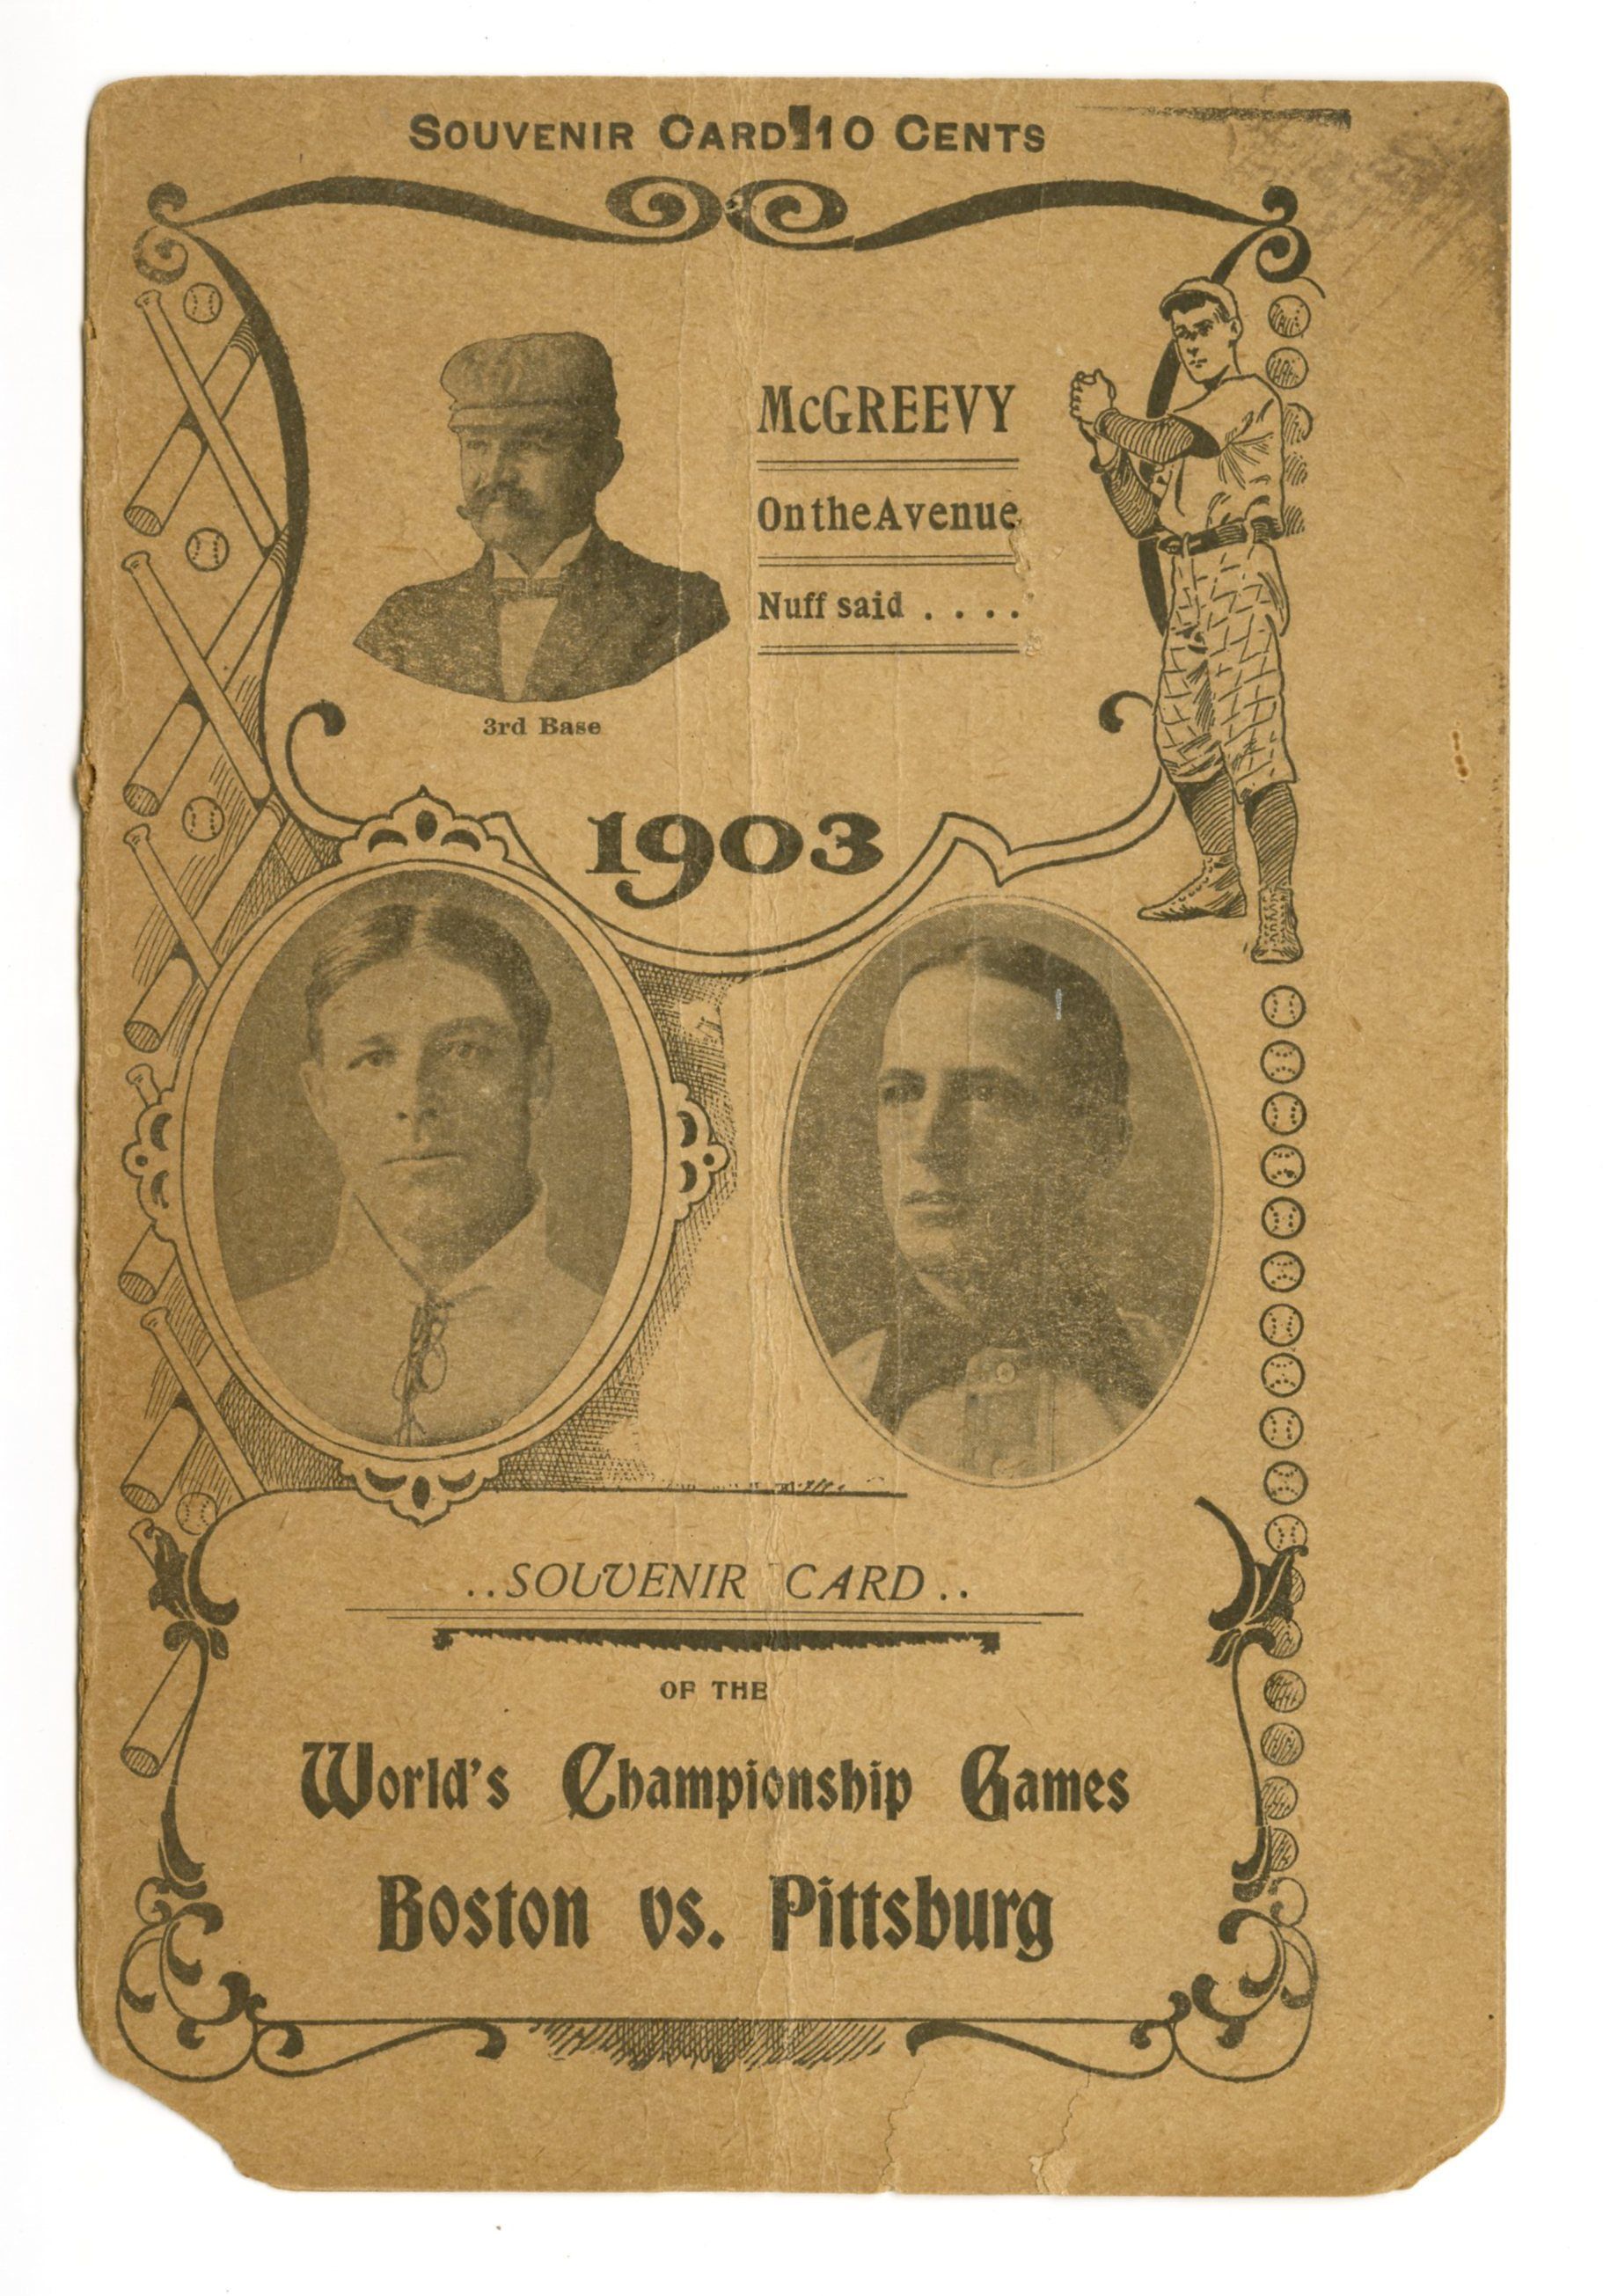 SOUVENIR CARD 10 CENTS
McGREEVY
On the Avenue
Nuff said . . . .
3rd Base
1903
..SOUVENIR CARD..
OF THE
World's Championship Games
Boston vs. Pittsburg